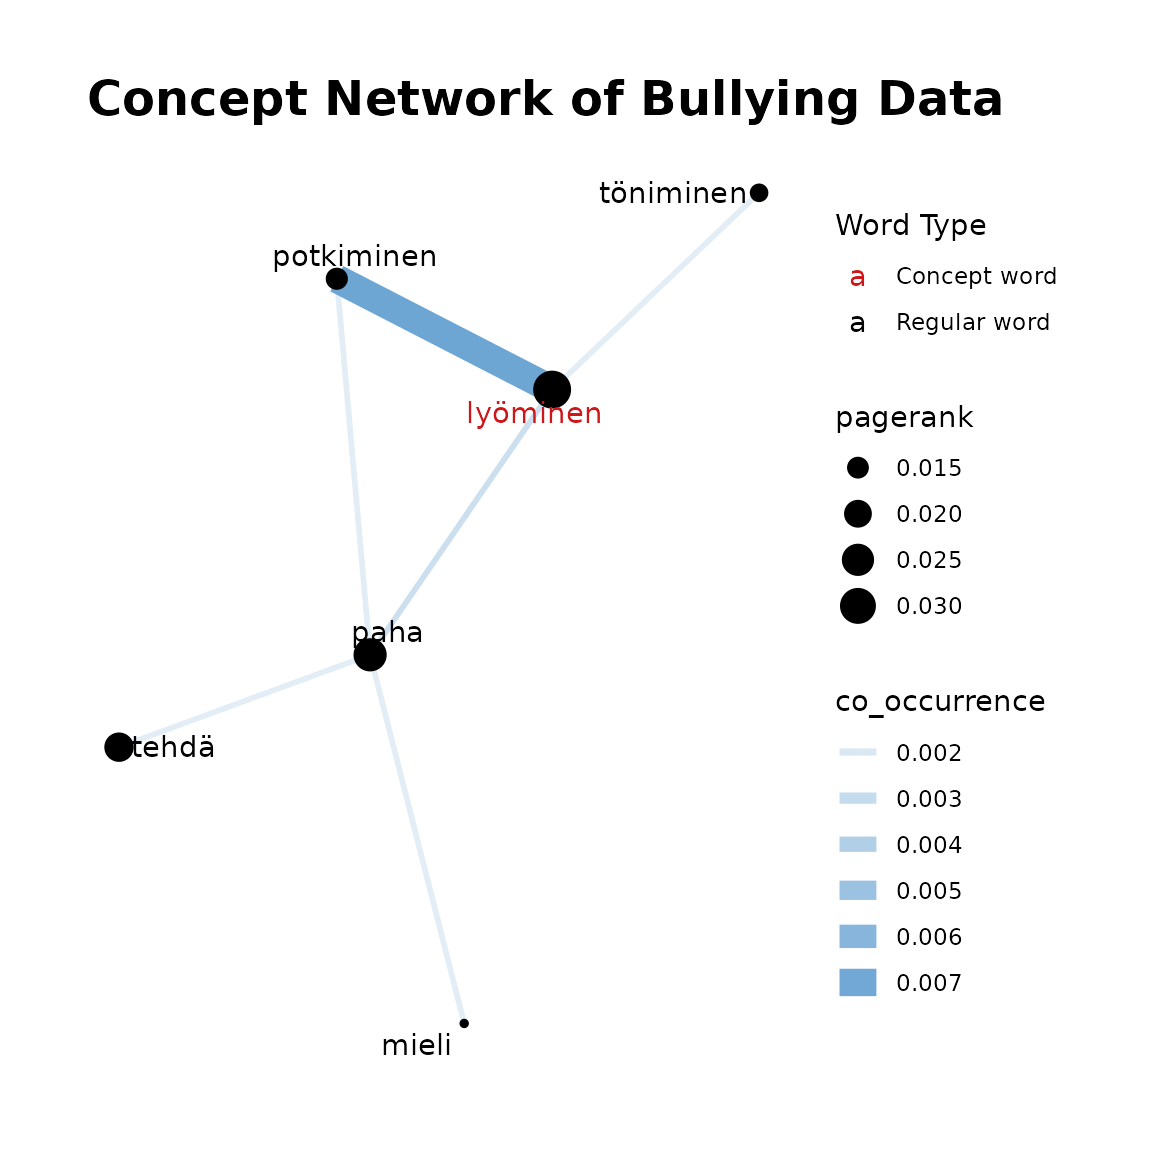 Concept Network of Bullying Data
töniminen
potkiminen
lyöminen
paha
tehdä
mieli
Word Type
a Concept word
a Regular word
pagerank
0.015
0.020
0.025
0.030
co_occurrence
0.002
0.003
0.004
0.005
0.006
0.007